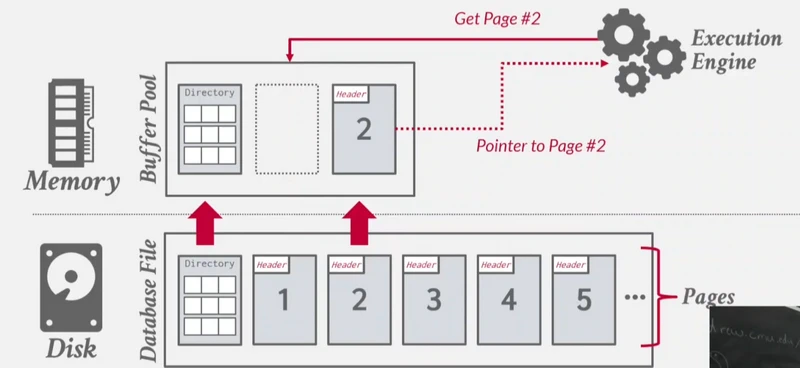 Get Page #2
Execution
Engine
Directory
Header
2
Buffer Pool
Memory
Pointer to Page #2
Directory
Header
1
Header
2
Header
3
Header
4
Header
5
...
Pages
Database File
Disk